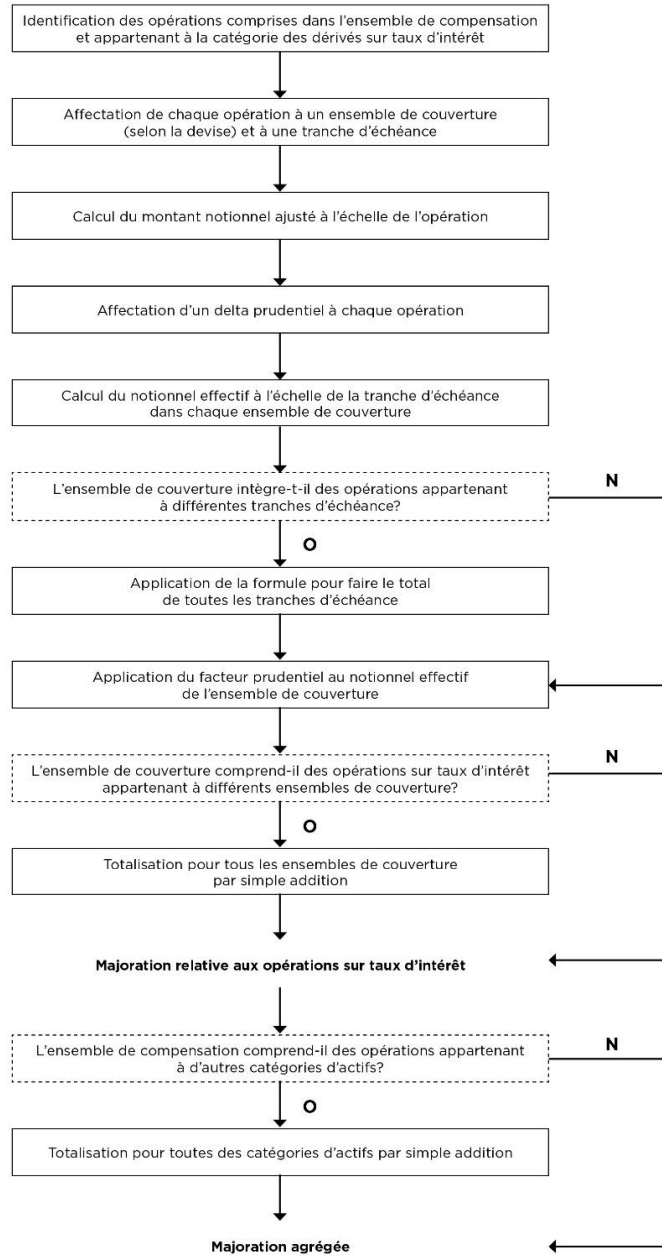 Identification des opérations comprises dans l'ensemble de compensation
et appartenant à la catégorie des dérivés sur taux d'intérêt
Affectation de chaque opération à un ensemble de couverture
(selon la devise) et à une tranche d'échéance
Calcul du montant notionnel ajusté à l'échelle de l'opération
Affectation d'un delta prudentiel à chaque opération
Calcul du notionnel effectif à l'échelle de la tranche d'échéance
dans chaque ensemble de couverture
L'ensemble de couverture intègre-t-il des opérations appartenant
à différentes tranches d'échéance?
N
O
Application de la formule pour faire le total
de toutes les tranches d'échéance
Application du facteur prudentiel au notionnel effectif
de l'ensemble de couverture
L'ensemble de couverture comprend-il des opérations sur taux d'intérêt
appartenant à différents ensembles de couverture?
N
O
Totalisation pour tous les ensembles de couverture
par simple addition
Majoration relative aux opérations sur taux d'intérêt
L'ensemble de compensation comprend-il des opérations appartenant
à d'autres catégories d'actifs?
N
O
Totalisation pour toutes des catégories d'actifs par simple addition
Majoration agrégée